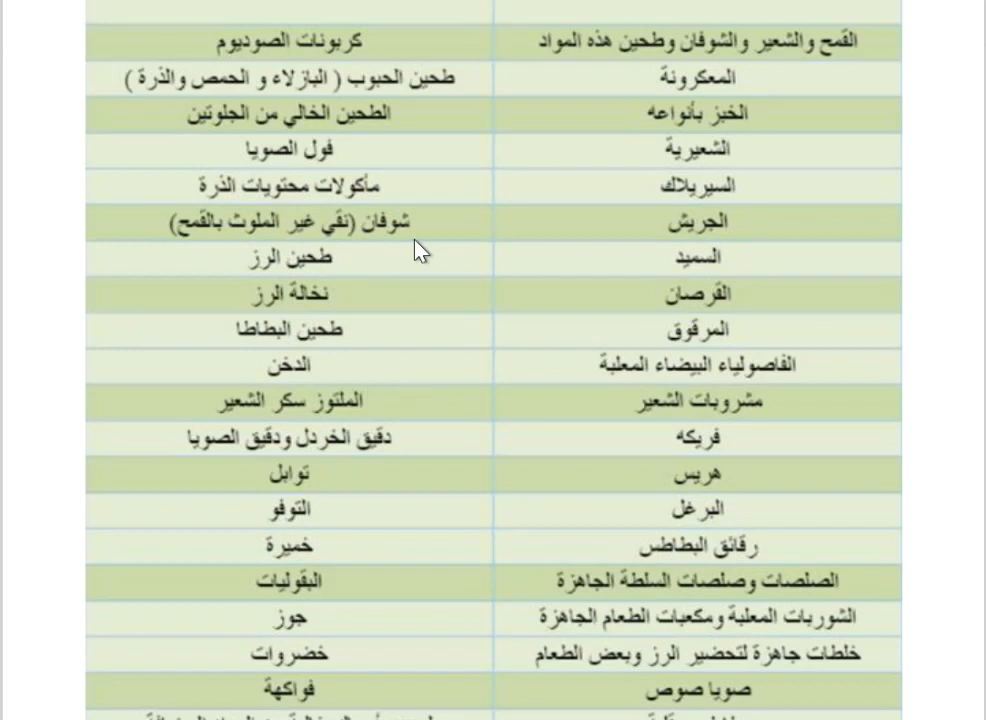 القمح والشعير والشوفان وطحين هذه المواد
كربونات الصوديوم
المعكرونة
طحين الحبوب ( البازلاء و الحمص والذرة )
الخبز بأنواعه
الطحين الخالي من الجلوتين
الشعيرية
فول الصويا
السيريلاك
مأكولات محتويات الذرة
الجريش
شوفان (نقي غير الملوث بالقمح)
السميد
طحين الرز
القرصان
نخالة الرز
المرقوق
طحين البطاطا
الفاصولياء البيضاء المعلبة
الدخن
مشروبات الشعير
الملتوز سكر الشعير
فريكه
دقيق الخردل ودقيق الصويا
هريس
توابل
البرغل
التوفو
رقائق البطاطس
خميرة
الصلصات وصلصات السلطة الجاهزة
البقوليات
الشوربات المعلبة ومكعبات الطعام الجاهزة
جوز
خلطات جاهزة لتحضير الرز وبعض الطعام
خضروات
صويا صوص
فواكهة